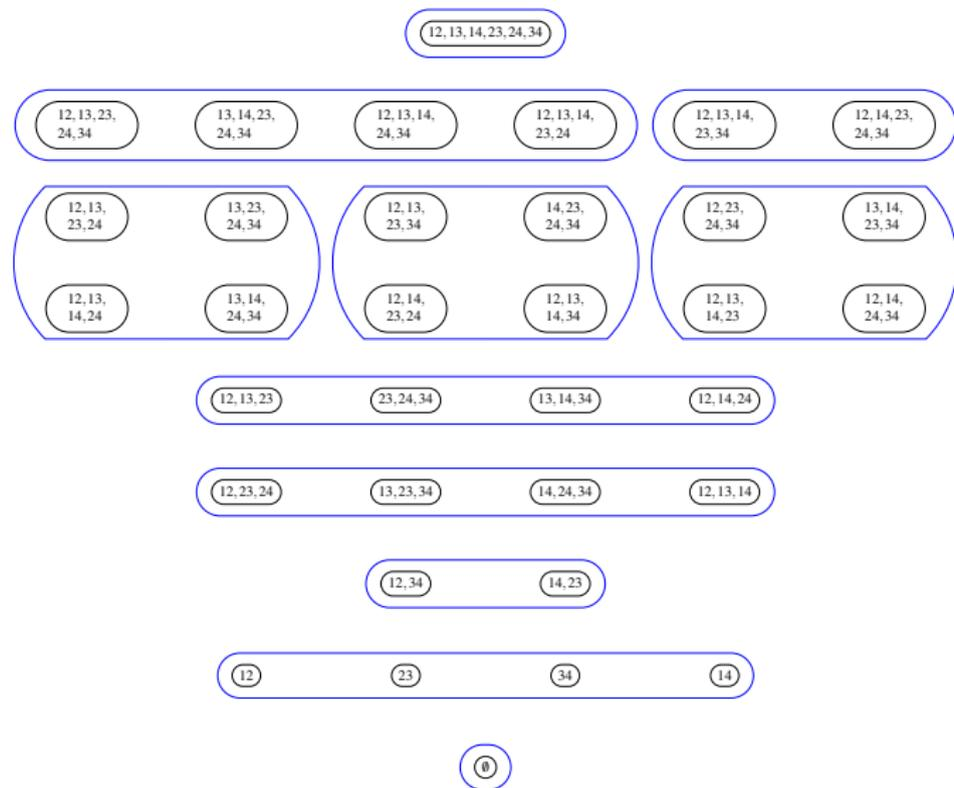 12, 13, 14, 23, 24, 34
12, 13, 23,
24, 34
13, 14, 23,
24, 34
12, 13, 14,
24, 34
12, 13, 14,
23, 24
12, 13, 14,
23, 34
12, 14, 23,
24, 34
12, 13,
23, 24
13, 23,
24, 34
12, 13,
23, 34
14, 23,
24, 34
12, 23,
24, 34
13, 14,
23, 34
12, 13,
14, 24
13, 14,
24, 34
12, 14,
23, 24
12, 13,
14, 34
12, 13,
14, 23
12, 14,
24, 34
12, 13, 23
23, 24, 34
13, 14, 34
12, 14, 24
12, 23, 24
13, 23, 34
14, 24, 34
12, 13, 14
12, 34
14, 23
12
23
34
14
∅